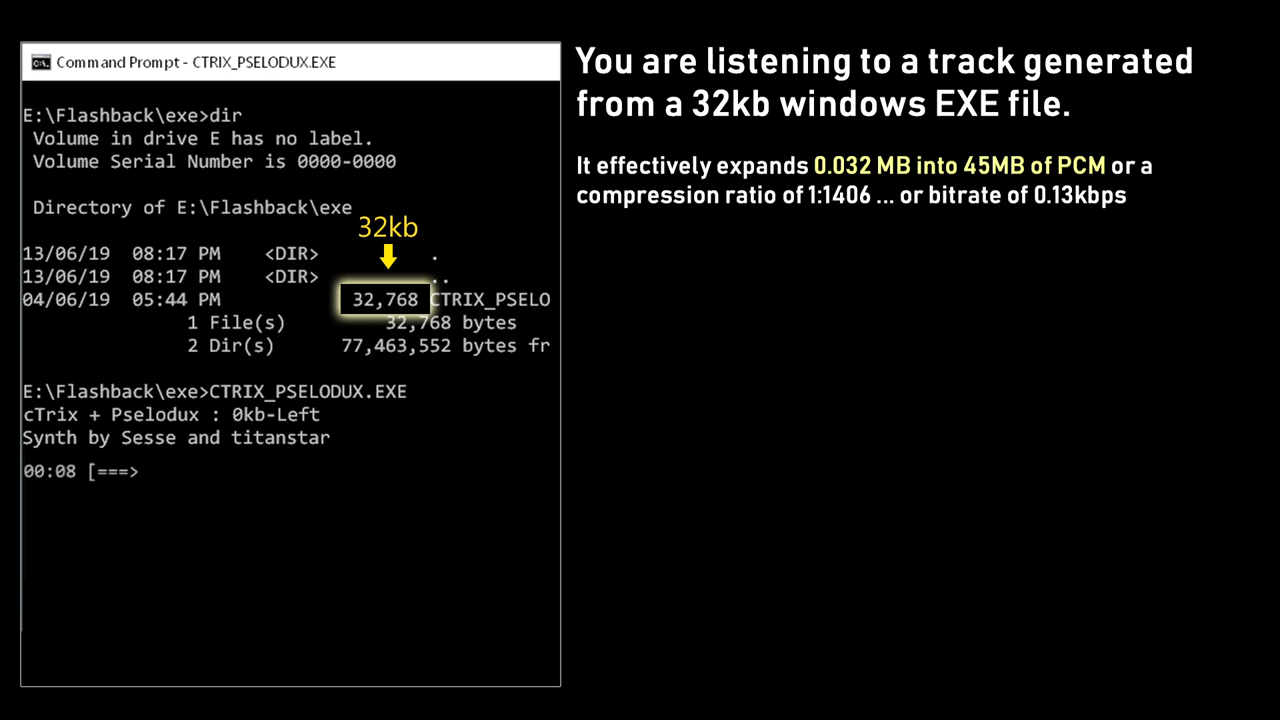 Command Prompt - CTRIX_PSELODUX.EXE
E:\Flashback\exe>dir
Volume in drive E has no label.
Volume Serial Number is 0000-0000
Directory of E:\Flashback\exe
32kb
13/06/19 08:17 PM <DIR> .
13/06/19 08:17 PM <DIR> ..
04/06/19 05:44 PM 32,768 CTRIX_PSELO
1 File(s) 32,768 bytes
2 Dir(s) 77,463,552 bytes fr
E:\Flashback\exe>CTRIX_PSELODUX.EXE
cTrix + Pselodux : 0kb-Left
Synth by Sesse and titanstar
00:08 [===>
You are listening to a track generated
from a 32kb windows EXE file.
It effectively expands 0.032 MB into 45MB of PCM or a
compression ratio of 1:1406 ... or bitrate of 0.13kbps